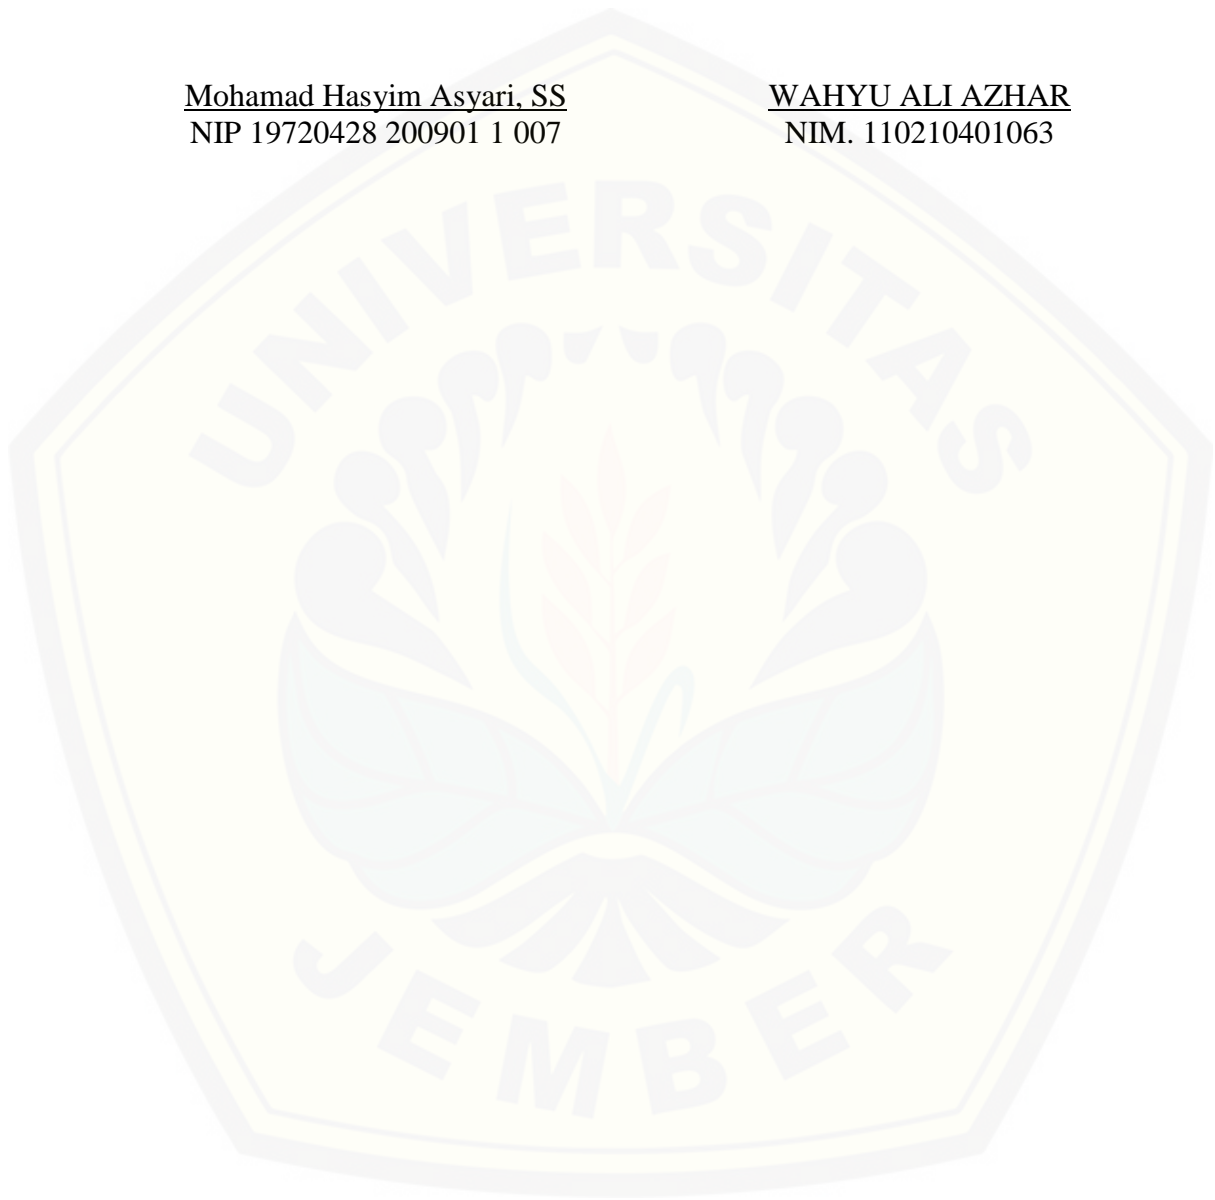 Mohamad Hasyim Asyari, SS
NIP 19720428 200901 1 007
WAHYU ALI AZHAR
NIM. 110210401063
UNIVERSITAS
JEMBER